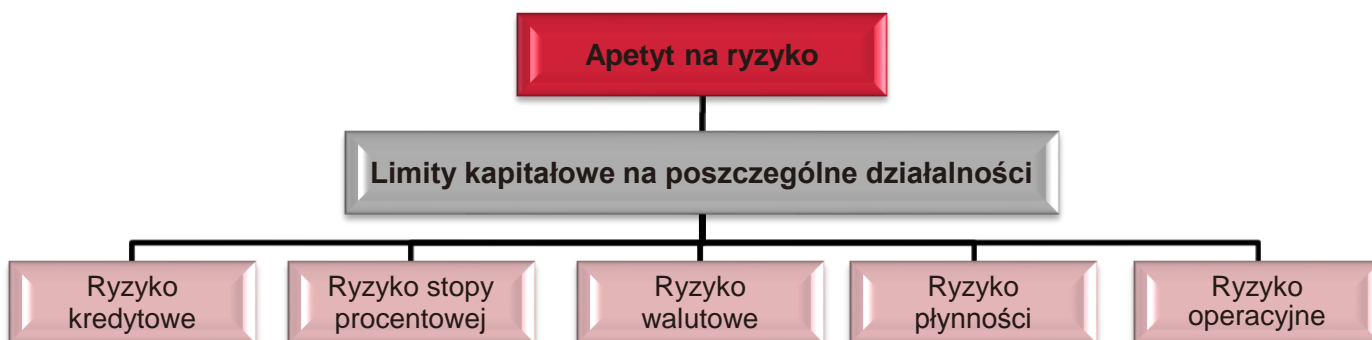 Apetyt na ryzyko
Limity kapitałowe na poszczególne działalności
Ryzyko
kredytowe
Ryzyko stopy
procentowej
Ryzyko
walutowe
Ryzyko
płynności
Ryzyko
operacyjne